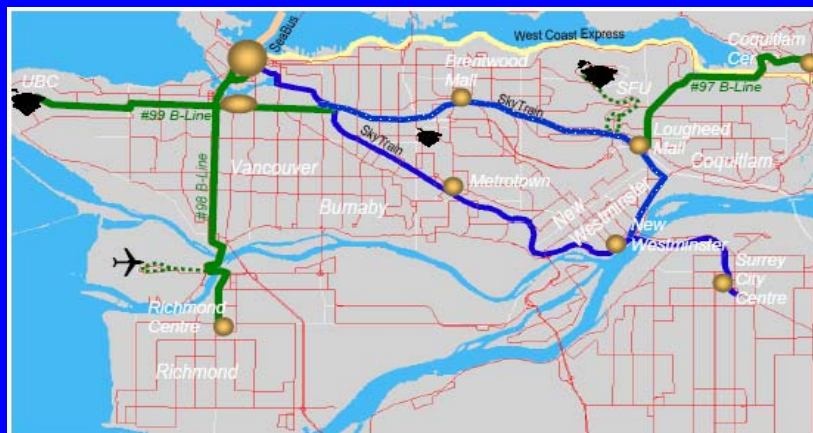 SeaBus
West Coast Express
Coquitlam
UBC
Brentwood
Mall
SFU
#97 B-Line
#99 B-Line
SkyTrain
SkyTrain
Lougheed
Mall
Coquitlam
Vancouver
#98 B-Line
Metrotown
Burnaby
New
Westminster
New
Westminster
Surrey
City
Centre
Richmond
Centre
Richmond